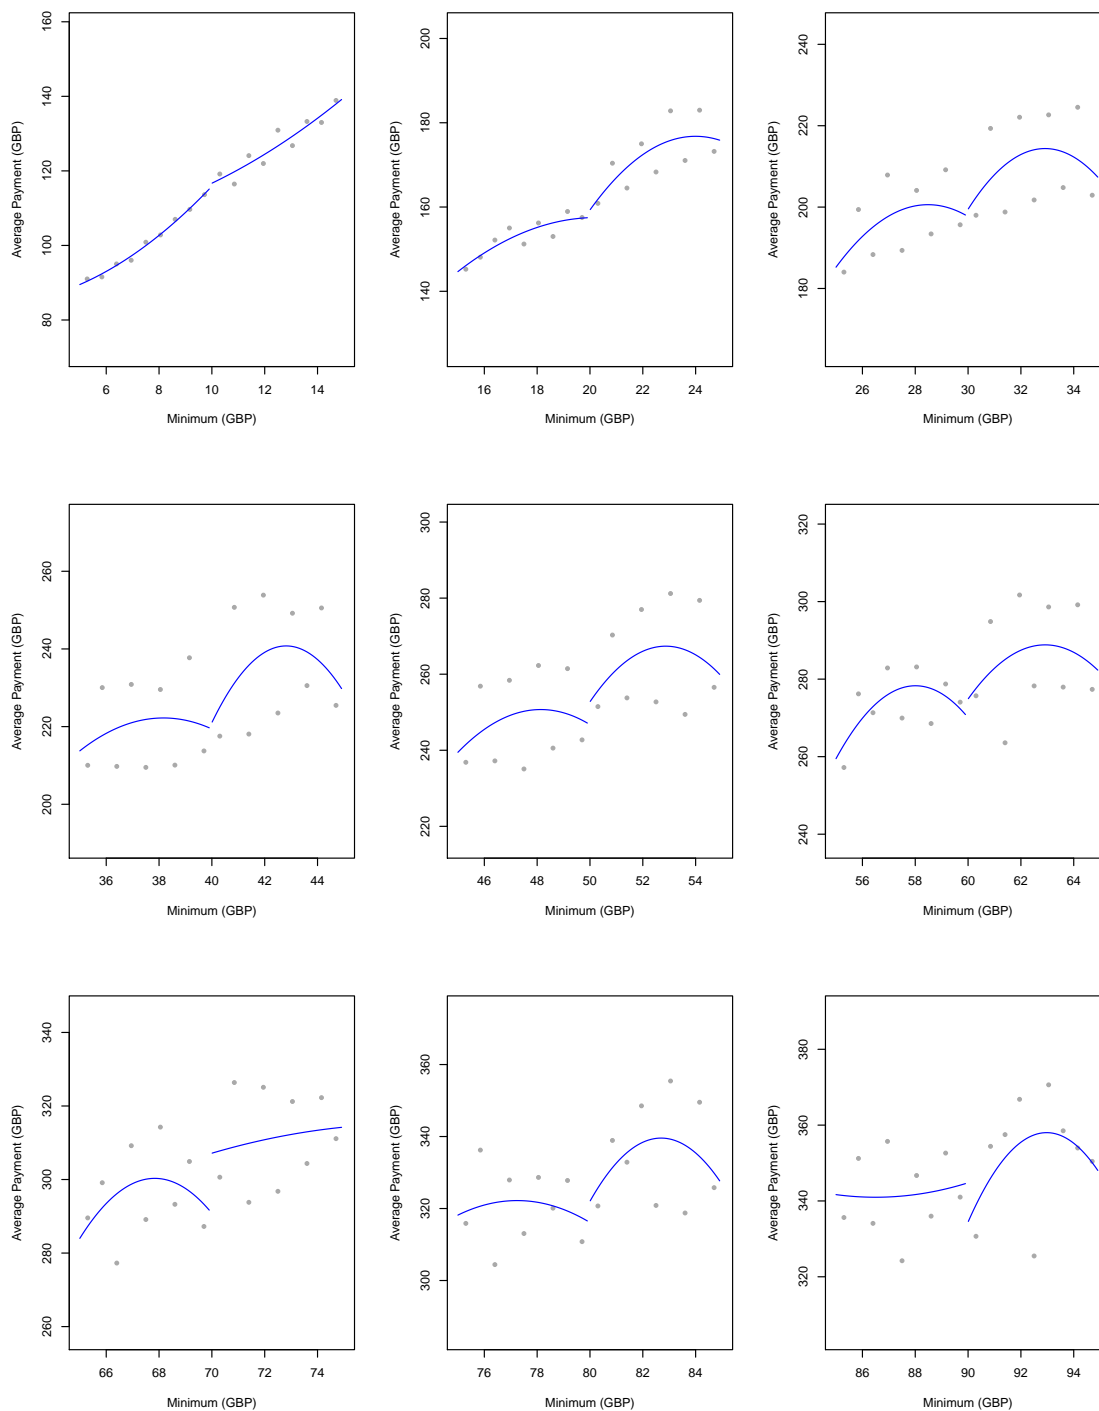 160
140
120
100
80
Average Payment (GBP)
6 8 10 12 14
Minimum (GBP)
200
180
160
140
Average Payment (GBP)
16 18 20 22 24
Minimum (GBP)
240
220
200
180
Average Payment (GBP)
26 28 30 32 34
Minimum (GBP)
260
240
220
200
Average Payment (GBP)
36 38 40 42 44
Minimum (GBP)
300
280
260
240
220
Average Payment (GBP)
46 48 50 52 54
Minimum (GBP)
320
300
280
260
240
Average Payment (GBP)
56 58 60 62 64
Minimum (GBP)
340
320
300
280
260
Average Payment (GBP)
66 68 70 72 74
Minimum (GBP)
360
340
320
300
Average Payment (GBP)
76 78 80 82 84
Minimum (GBP)
380
360
340
320
Average Payment (GBP)
86 88 90 92 94
Minimum (GBP)